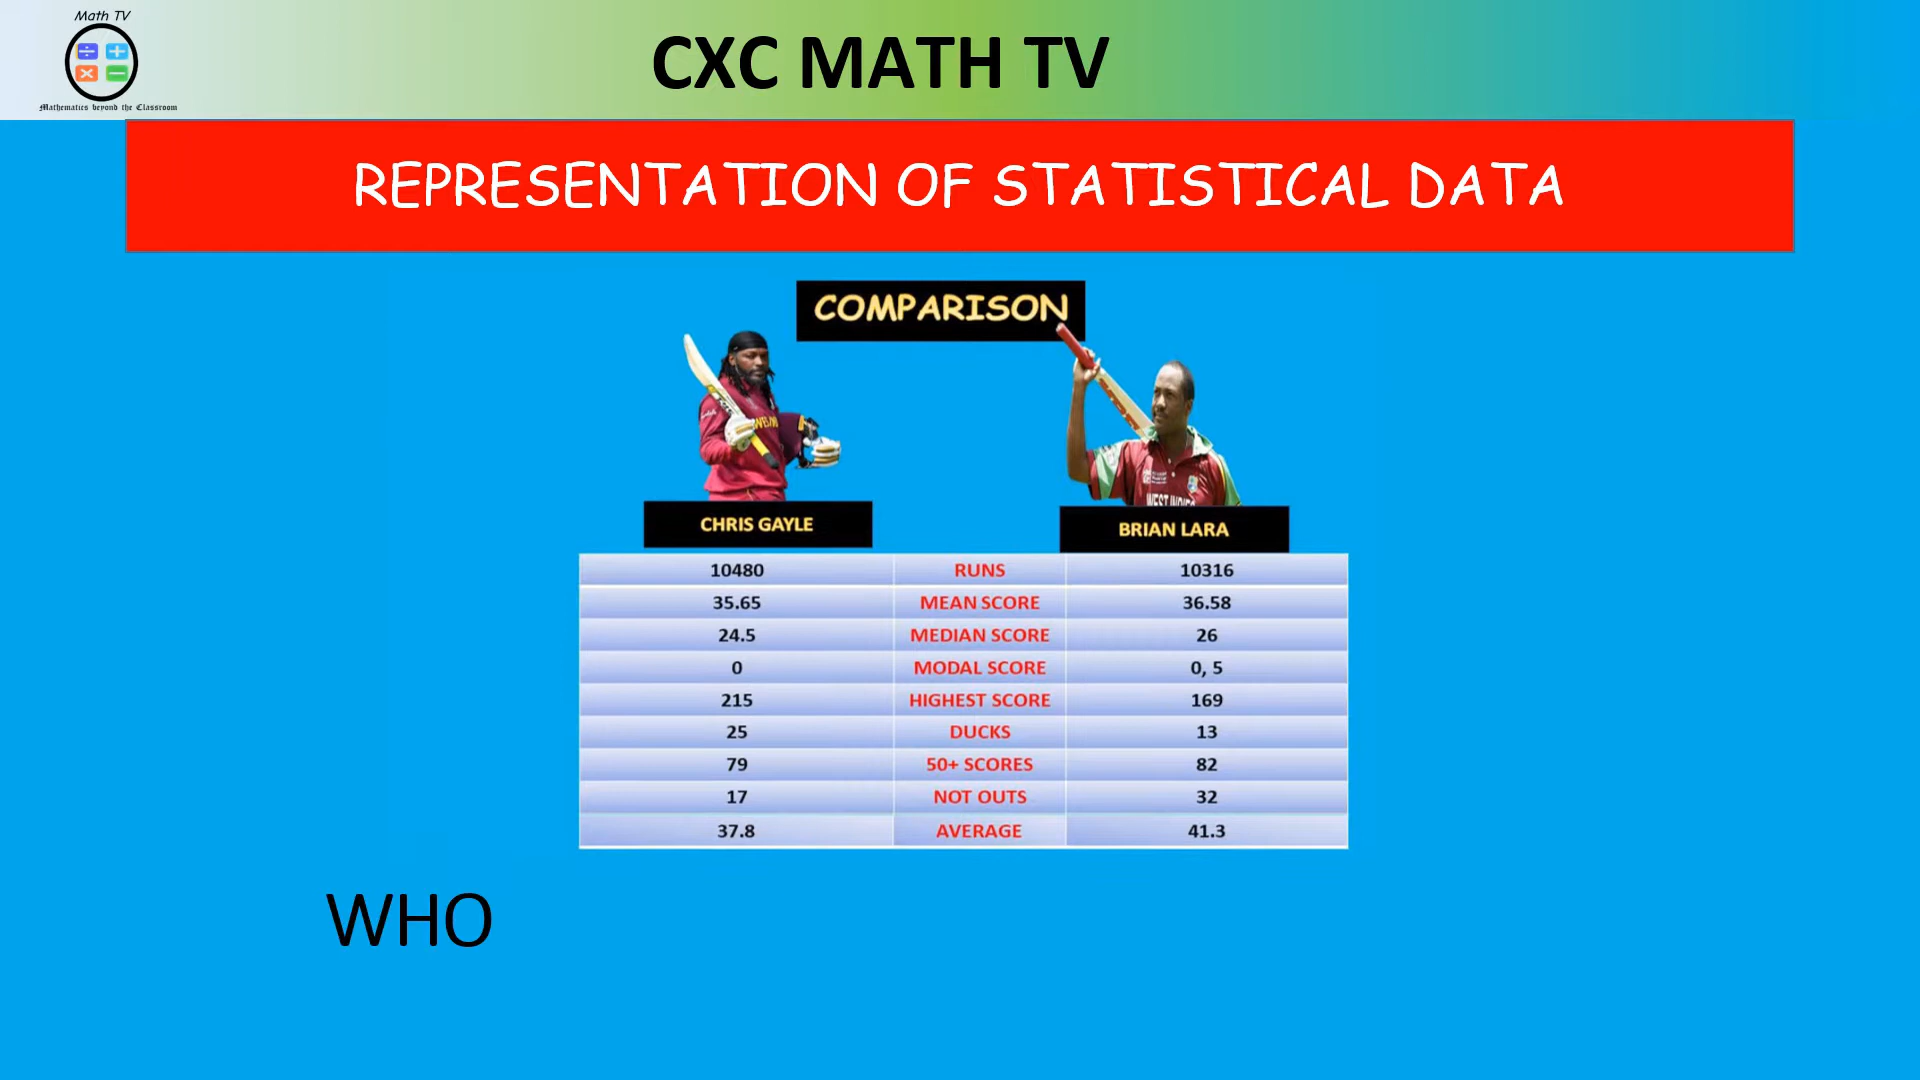 Math TV
Mathematics beyond the Classroom
CXC MATH TV
REPRESENTATION OF STATISTICAL DATA
COMPARISON
CHRIS GAYLE
BRIAN LARA
10480 RUNS 10316
35.65 MEAN SCORE 36.58
24.5 MEDIAN SCORE 26
0 MODAL SCORE 0, 5
215 HIGHEST SCORE 169
25 DUCKS 13
79 50+ SCORES 82
17 NOT OUTS 32
37.8 AVERAGE 41.3
WHO